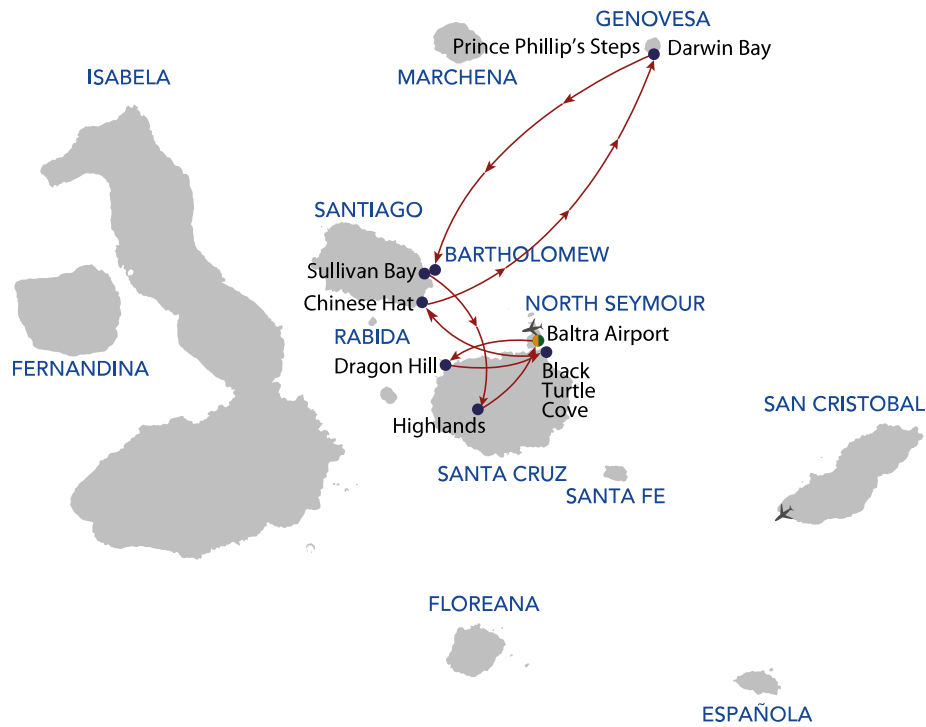 GENOVESA
Prince Phillip's Steps
Darwin Bay
MARCHENA
ISABELA
SANTIAGO
BARTHOLOMEW
Sullivan Bay
Chinese Hat
NORTH SEYMOUR
RABIDA
Baltra Airport
Dragon Hill
FERNANDINA
Black
Turtle
Cove
SAN CRISTOBAL
Highlands
SANTA CRUZ
SANTA FE
FLOREANA
ESPAÑOLA